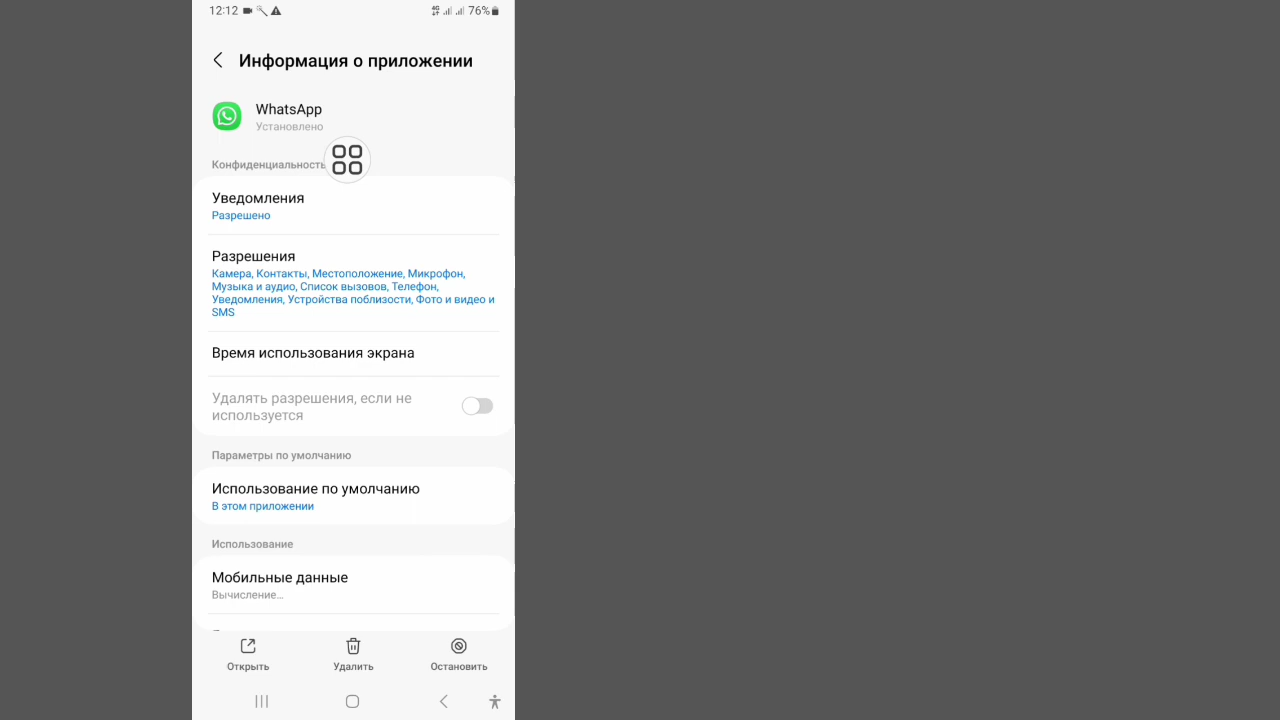 12:12
4G
76%
Информация о приложении
WhatsApp
Установлено
Конфиденциальность
Уведомления
Разрешено
Разрешения
Камера, Контакты, Местоположение, Микрофон,
Музыка и аудио, Список вызовов, Телефон,
Уведомления, Устройства поблизости, Фото и видео и
SMS
Время использования экрана
Удалять разрешения, если не
используется
Параметры по умолчанию
Использование по умолчанию
В этом приложении
Использование
Мобильные данные
Вычисление...
Открыть
Удалить
Остановить